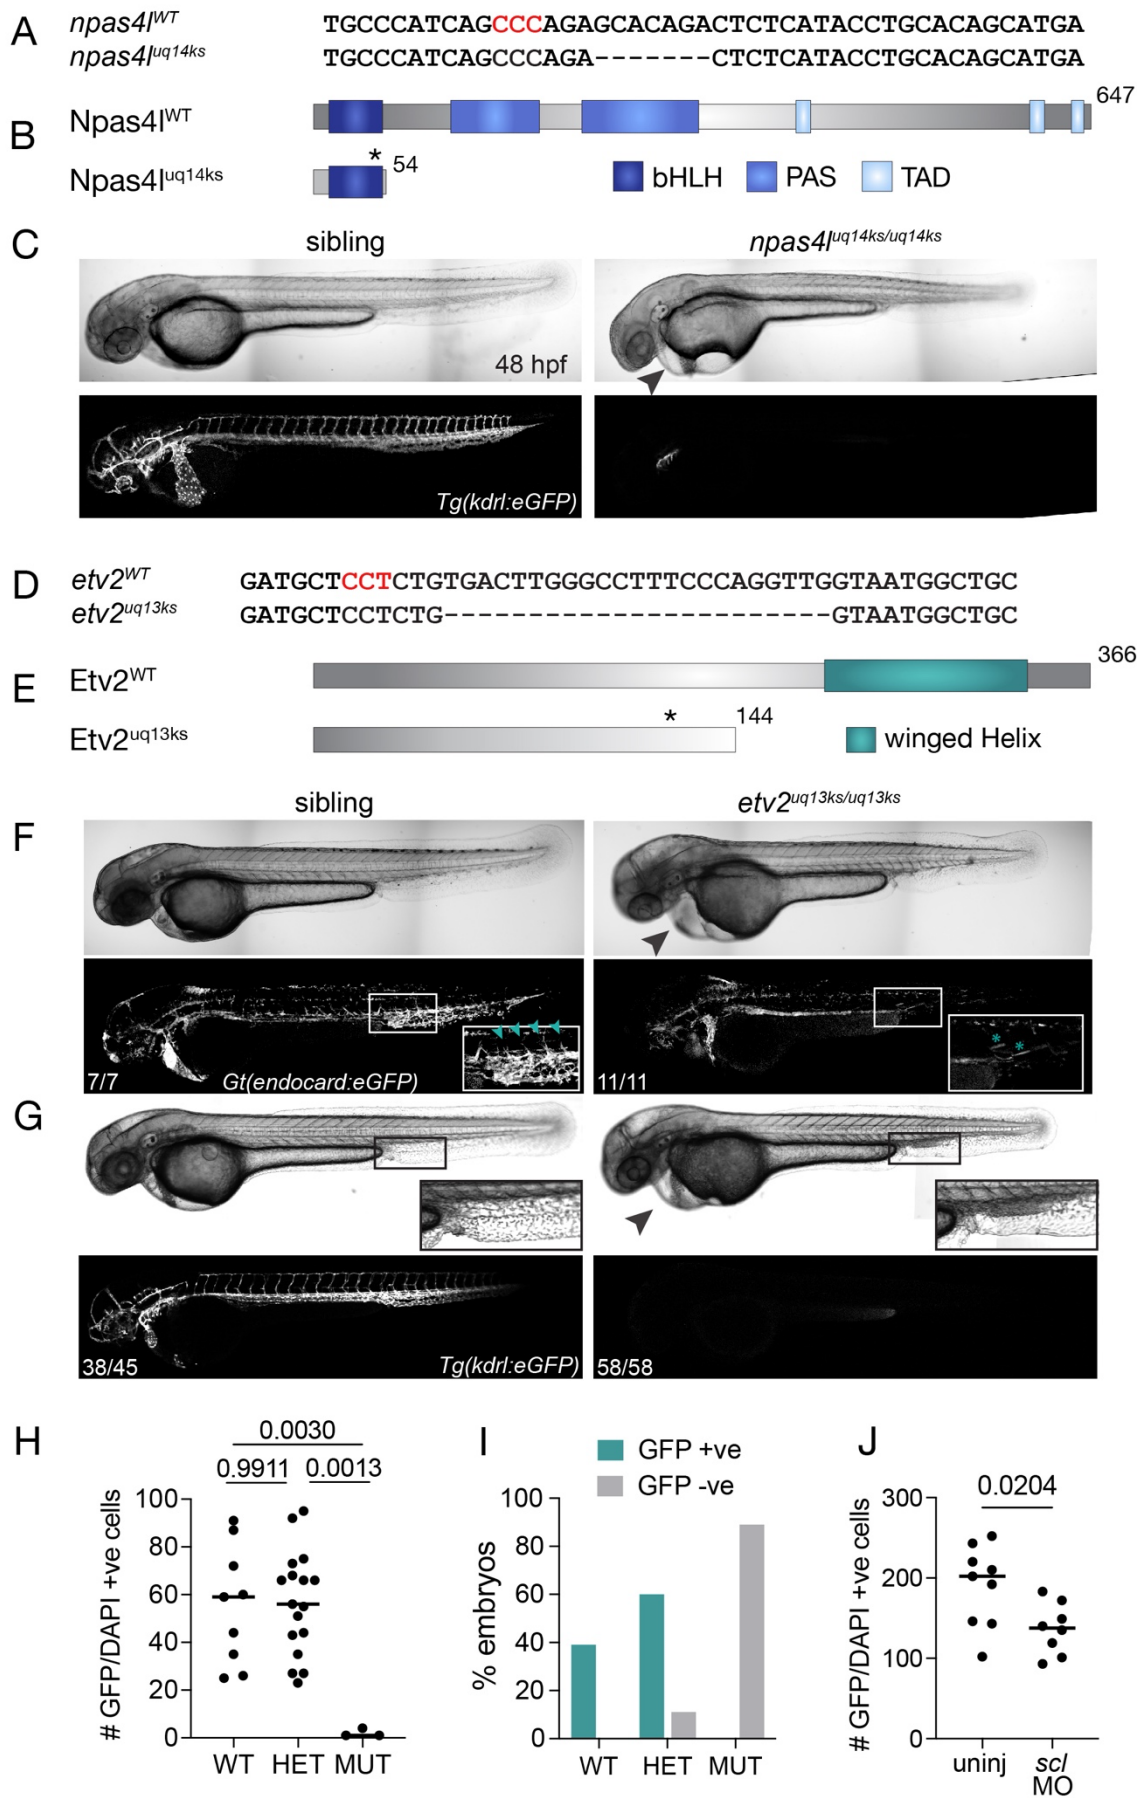 A
npas4l^WT TGCCCATCAGCCCAGAGCACAGACTCTCATACCTGCACAGCATGA
npas4l^uq14ks TGCCCATCAGCCCAGA-------CTCTCATACCTGCACAGCATGA
B
Npas4l^WT 647
Npas4l^uq14ks * 54
bHLH PAS TAD
C
sibling npas4l^uq14ks/uq14ks
48 hpf
Tg(kdrl:eGFP)
D
etv2^WT GATGCTCCTCTGTGACTTGGGCCTTTCCCAGGTTGGTAATGGCTGC
etv2^uq13ks GATGCTCCTCTG-----------------------GTAATGGCTGC
E
Etv2^WT 366
Etv2^uq13ks * 144
winged Helix
sibling etv2^uq13ks/uq13ks
F
7/7 Gt(endocard:eGFP) * * 11/11
G
38/45 Tg(kdrl:eGFP) 58/58
H
0.0030
0.9911 0.0013
# GFP/DAPI +ve cells
100
80
60
40
20
0
WT HET MUT
I
GFP +ve
GFP -ve
% embryos
100
80
60
40
20
0
WT HET MUT
J
0.0204
# GFP/DAPI +ve cells
300
200
100
0
uninj scl
MO